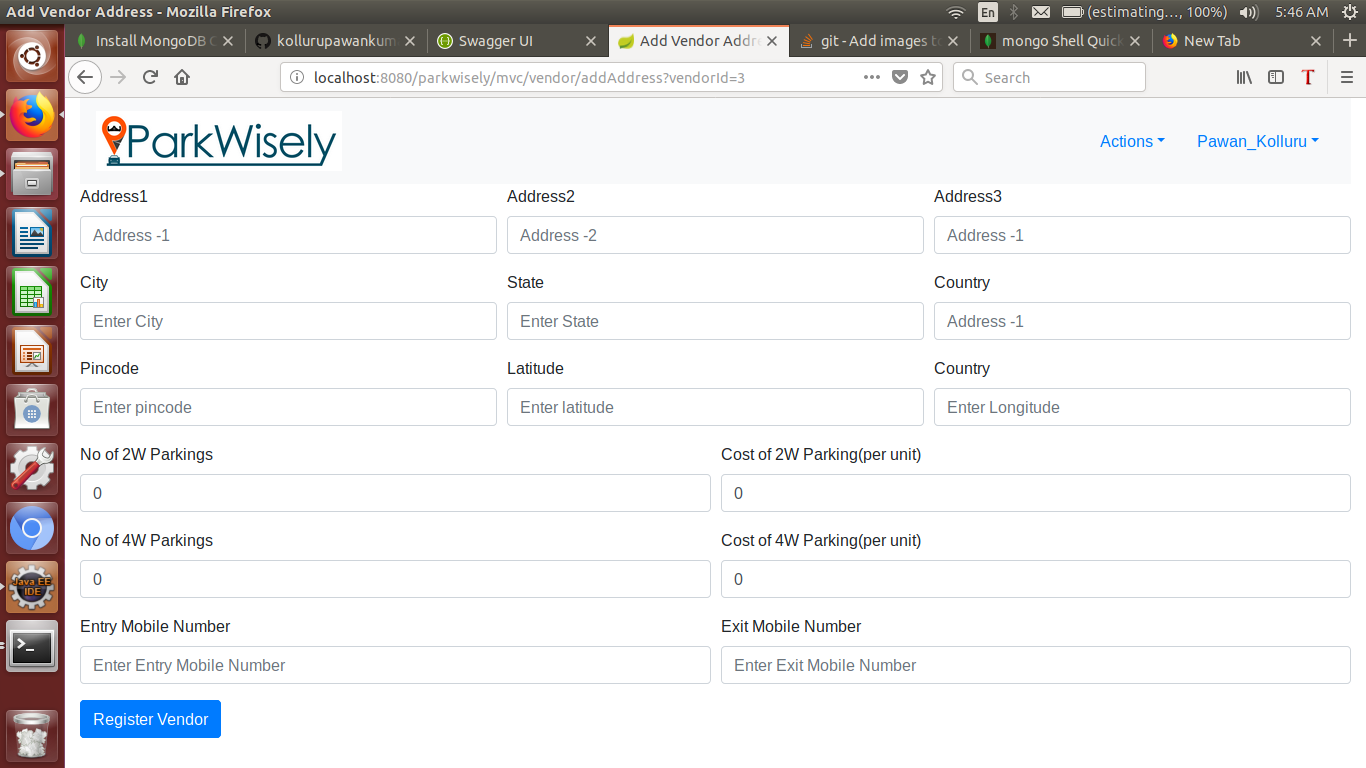 Add Vendor Address - Mozilla Firefox
En
(estimating…, 100%)
5:46 AM
Install MongoDB C
kollurupawankum
Swagger UI
Add Vendor Addre
git - Add images to
mongo Shell Quick
New Tab
localhost:8080/parkwisely/mvc/vendor/addAddress?vendorId=3
Search
T
ParkWisely
Actions
Pawan_Kolluru
Address1 Address2 Address3
Address -1 Address -2 Address -1
City State Country
Enter City Enter State Address -1
Pincode Latitude Country
Enter pincode Enter latitude Enter Longitude
No of 2W Parkings Cost of 2W Parking(per unit)
0 0
No of 4W Parkings Cost of 4W Parking(per unit)
0 0
Entry Mobile Number Exit Mobile Number
Enter Entry Mobile Number Enter Exit Mobile Number
Register Vendor
Java EE
IDE
>_